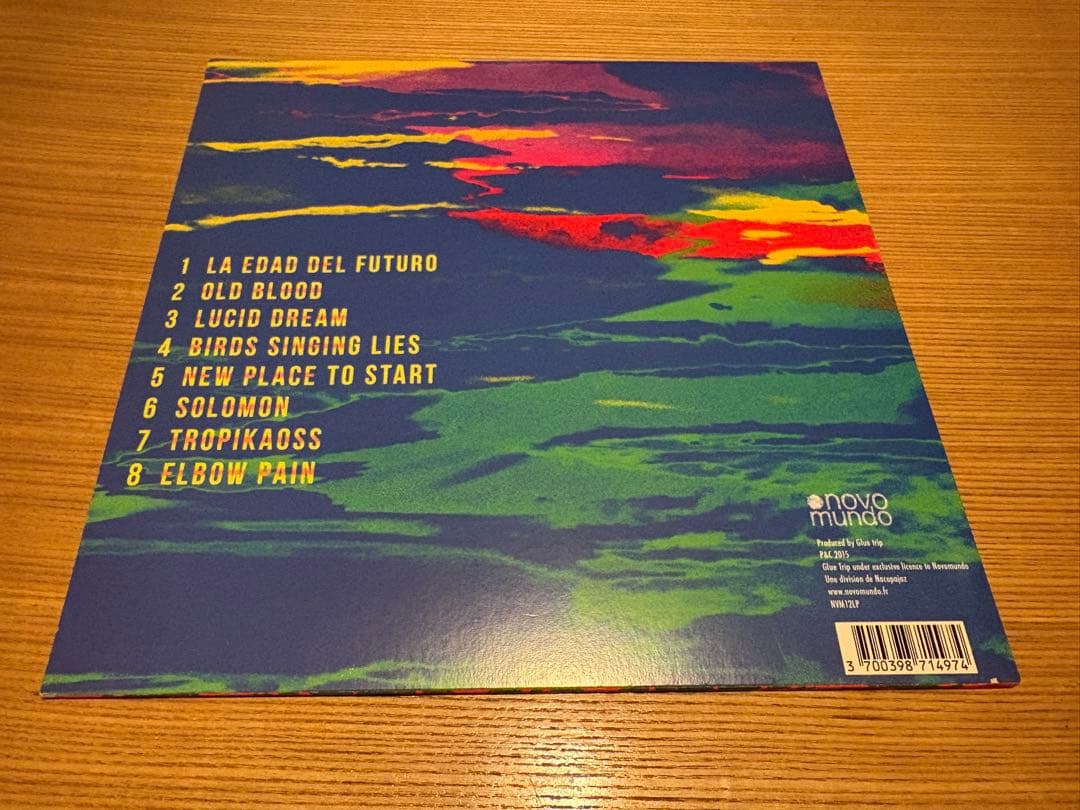 1 LA EDAD DEL FUTURO
2 OLD BLOOD
3 LUCID DREAM
4 BIRDS SINGING LIES
5 NEW PLACE TO START
6 SOLOMON
7 TROPIKAOSS
8 ELBOW PAIN
novo
mundo
Produced by Glue trip
P&C 2015
Glue Trip under exclusive licence to Novomundo
Une division de Nacopajaz
www.novomundo.fr
NVM12LP
3 700398 714974